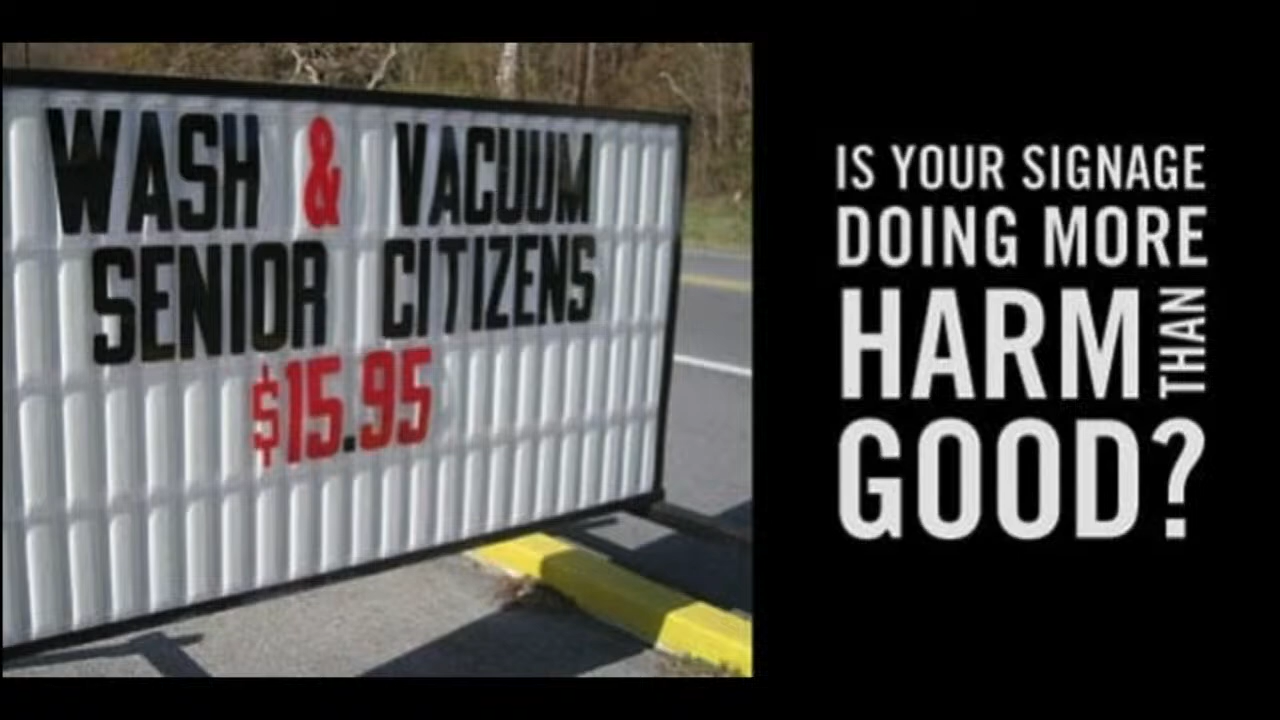 WASH & VACUUM
SENIOR CITIZENS
$15.95
IS YOUR SIGNAGE
DOING MORE
HARM THAN
GOOD?